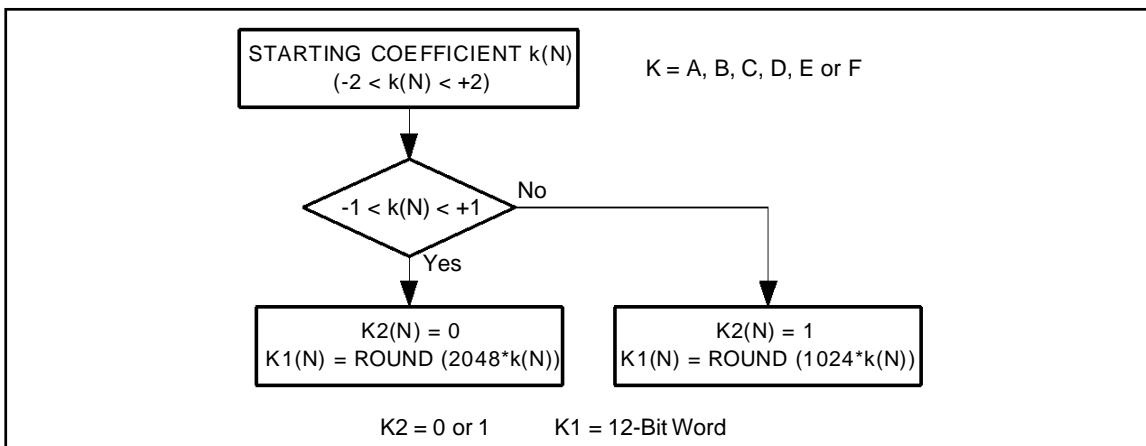 STARTING COEFFICIENT k(N)
(-2 < k(N) < +2)
K = A, B, C, D, E or F
-1 < k(N) < +1
No
Yes
K2(N) = 0
K1(N) = ROUND (2048*k(N))
K2(N) = 1
K1(N) = ROUND (1024*k(N))
K2 = 0 or 1
K1 = 12-Bit Word